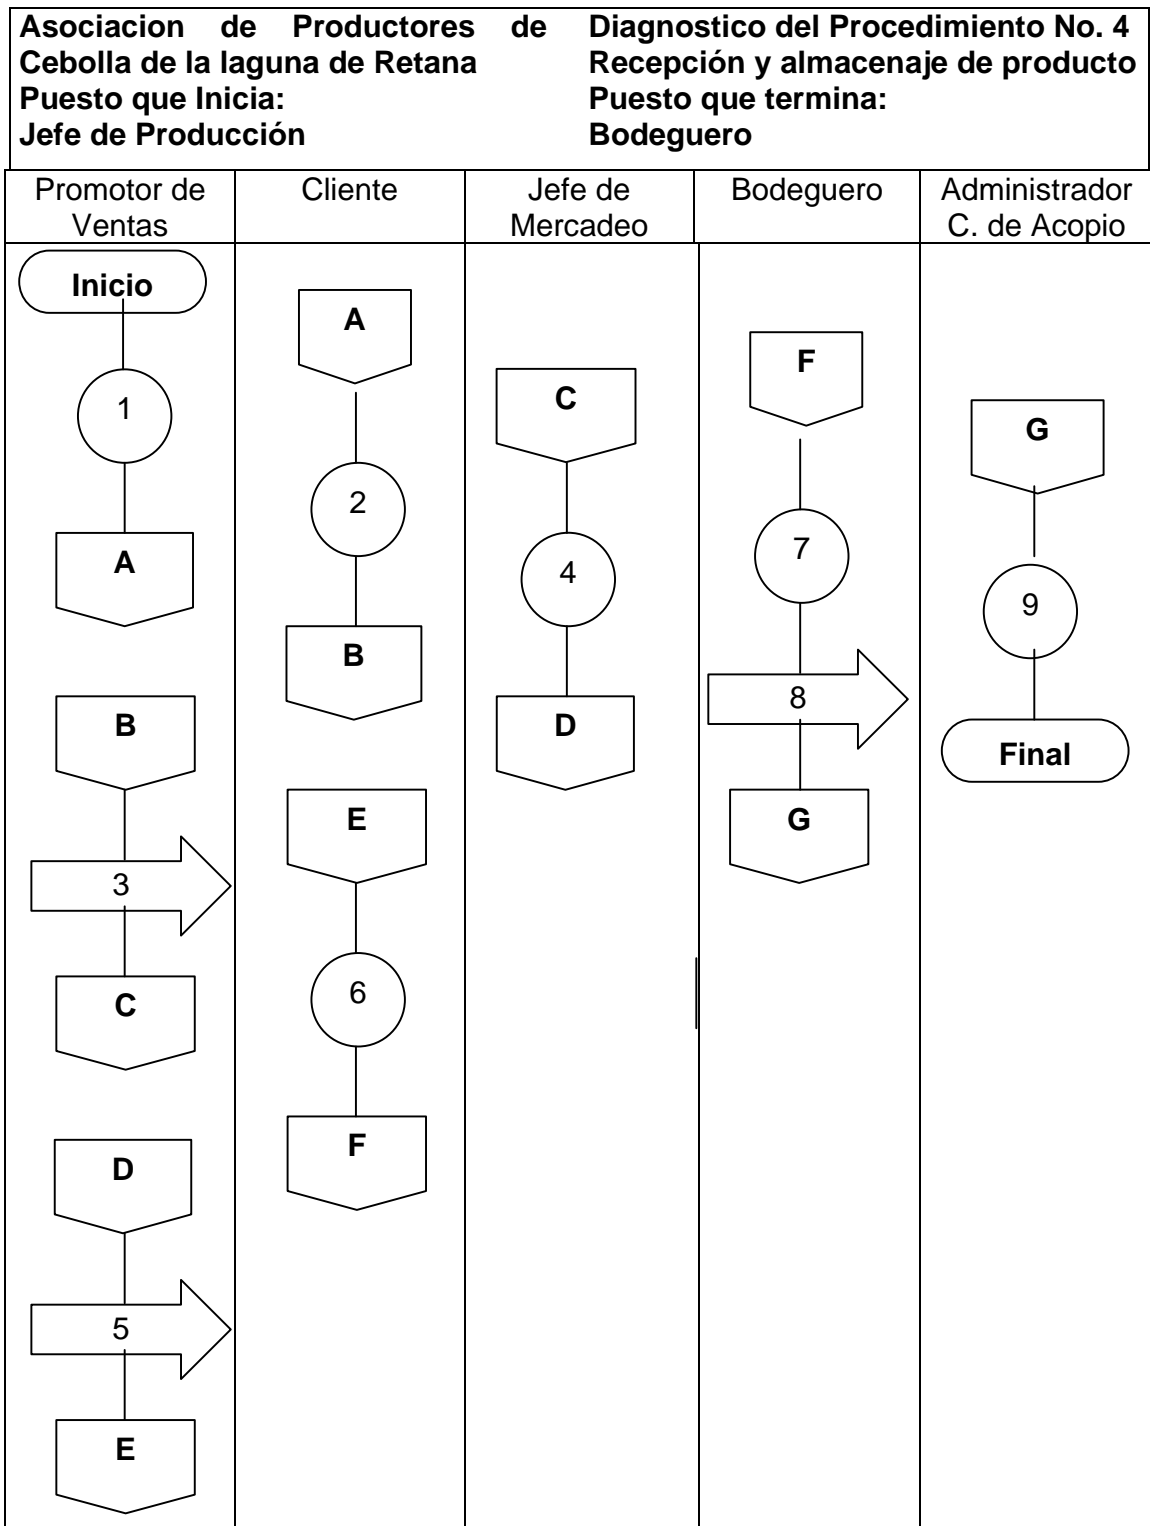 Asociacion de Productores de
Cebolla de la laguna de Retana
Puesto que Inicia:
Jefe de Producción
Diagnostico del Procedimiento No. 4
Recepción y almacenaje de producto
Puesto que termina:
Bodeguero
Promotor de
Ventas
Cliente
Jefe de
Mercadeo
Bodeguero
Administrador
C. de Acopio
Inicio
1
A
B
3
C
D
5
E
A
2
B
E
6
F
C
4
D
F
7
8
G
G
9
Final